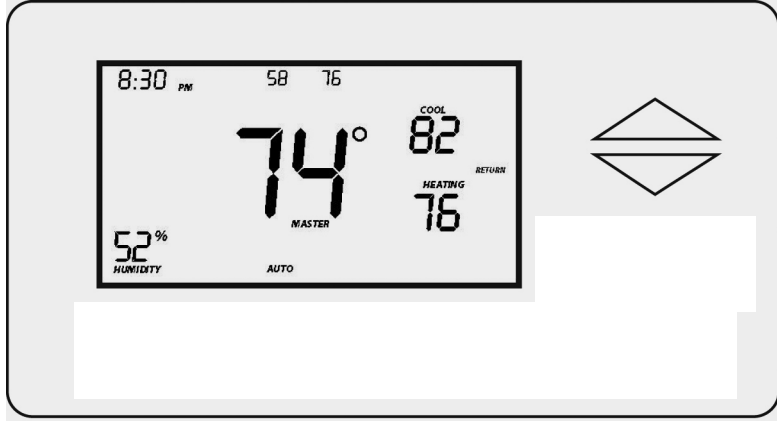 8:30 PM 58 76
COOL
82
74°
RETURN
HEATING
76
MASTER
52%
HUMIDITY AUTO